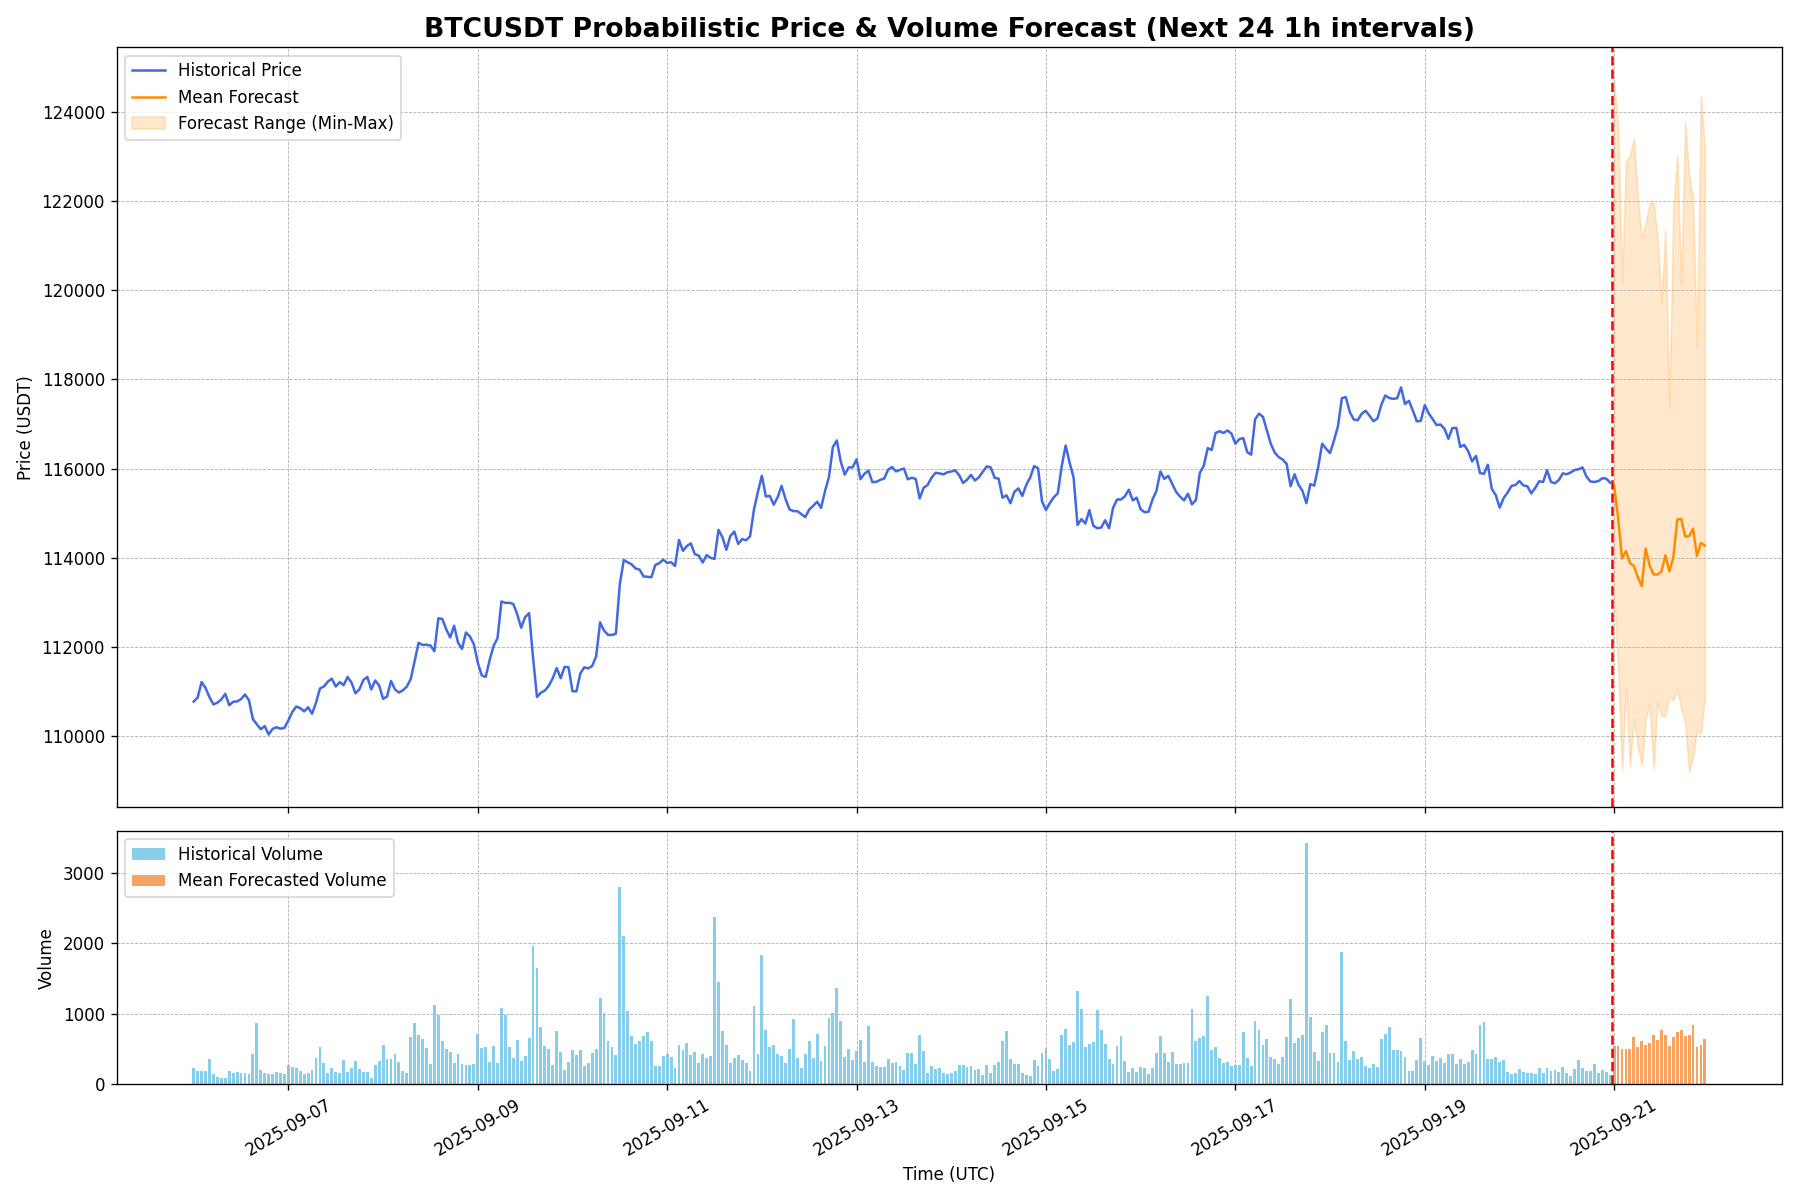 BTCUSDT Probabilistic Price & Volume Forecast (Next 24 1h intervals)
Historical Price
Mean Forecast
Forecast Range (Min-Max)
Price (USDT)
124000
122000
120000
118000
116000
114000
112000
110000
Historical Volume
Mean Forecasted Volume
Volume
3000
2000
1000
0
2025-09-07
2025-09-09
2025-09-11
2025-09-13
2025-09-15
2025-09-17
2025-09-19
2025-09-21
Time (UTC)